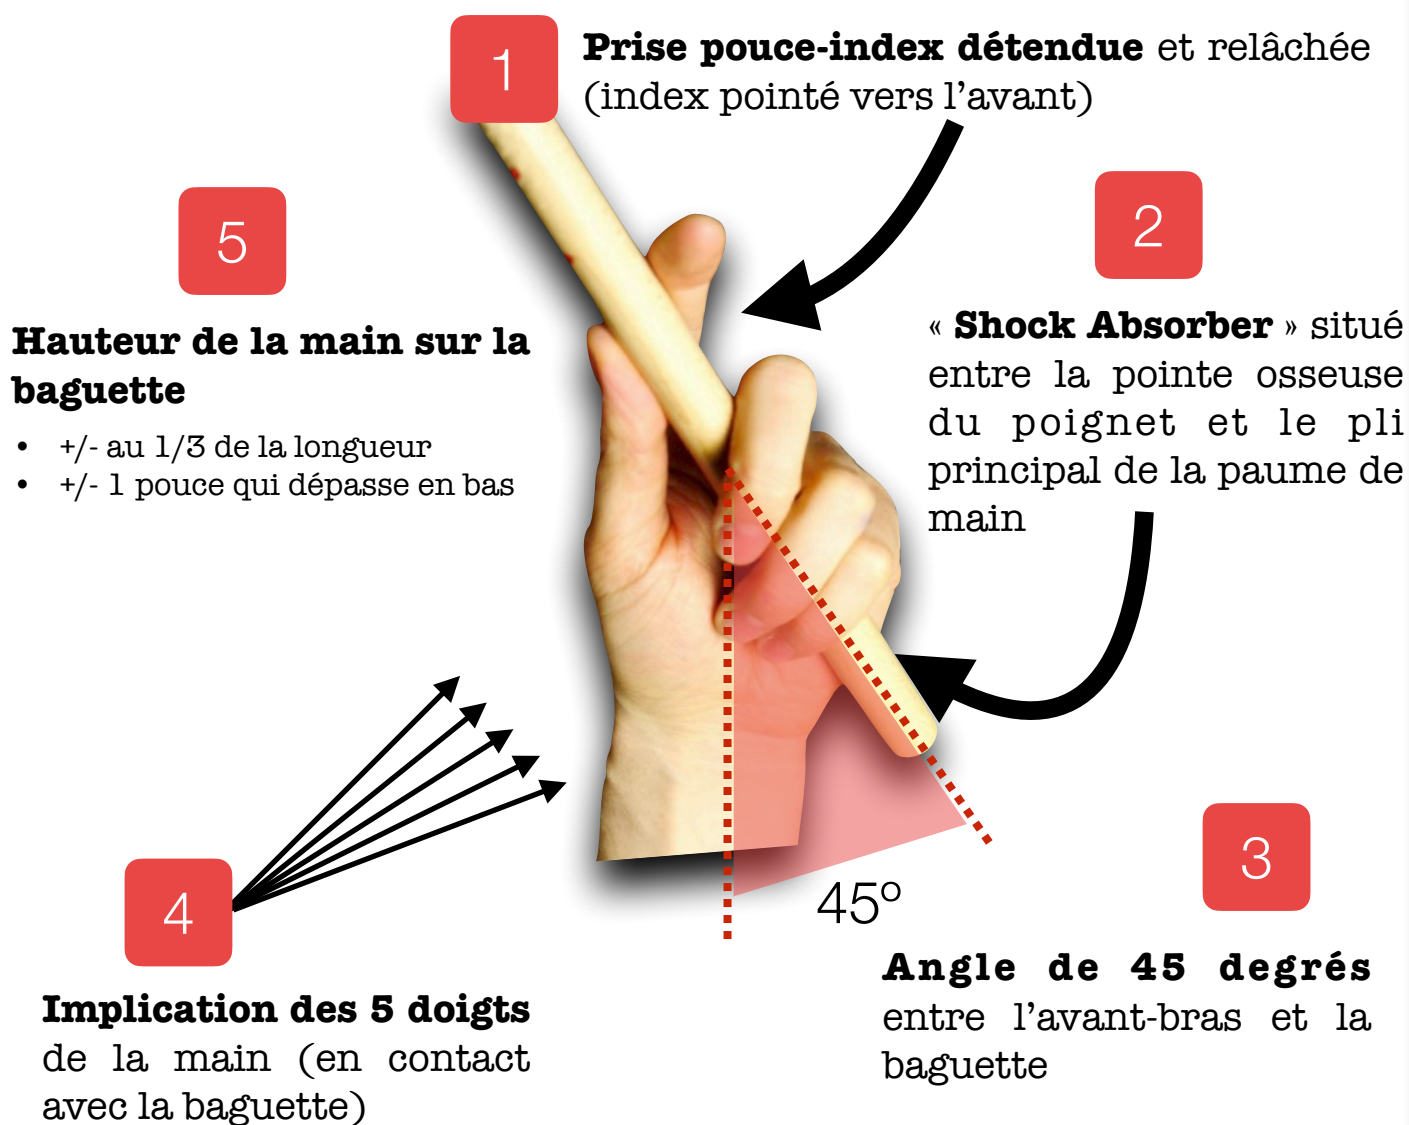 1
Prise pouce-index détendue et relâchée
(index pointé vers l’avant)
2
« Shock Absorber » situé
entre la pointe osseuse
du poignet et le pli
principal de la paume de
main
5
Hauteur de la main sur la
baguette
• +/- au 1/3 de la longueur
• +/- 1 pouce qui dépasse en bas
3
45°
Angle de 45 degrés
entre l’avant-bras et la
baguette
4
Implication des 5 doigts
de la main (en contact
avec la baguette)